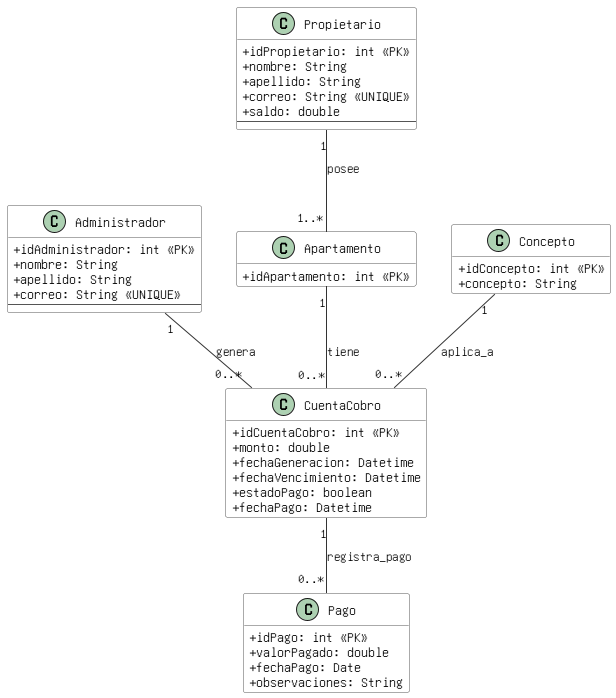 C Propietario
+idPropietario: int «PK»
+nombre: String
+apellido: String
+correo: String «UNIQUE»
+saldo: double
1
posee
1..*
C Administrador
+idAdministrador: int «PK»
+nombre: String
+apellido: String
+correo: String «UNIQUE»
C Apartamento
+idApartamento: int «PK»
C Concepto
+idConcepto: int «PK»
+concepto: String
1
genera
0..*
1
tiene
0..*
1
aplica_a
0..*
C CuentaCobro
+idCuentaCobro: int «PK»
+monto: double
+fechaGeneracion: Datetime
+fechaVencimiento: Datetime
+estadoPago: boolean
+fechaPago: Datetime
1
registra_pago
0..*
C Pago
+idPago: int «PK»
+valorPagado: double
+fechaPago: Date
+observaciones: String